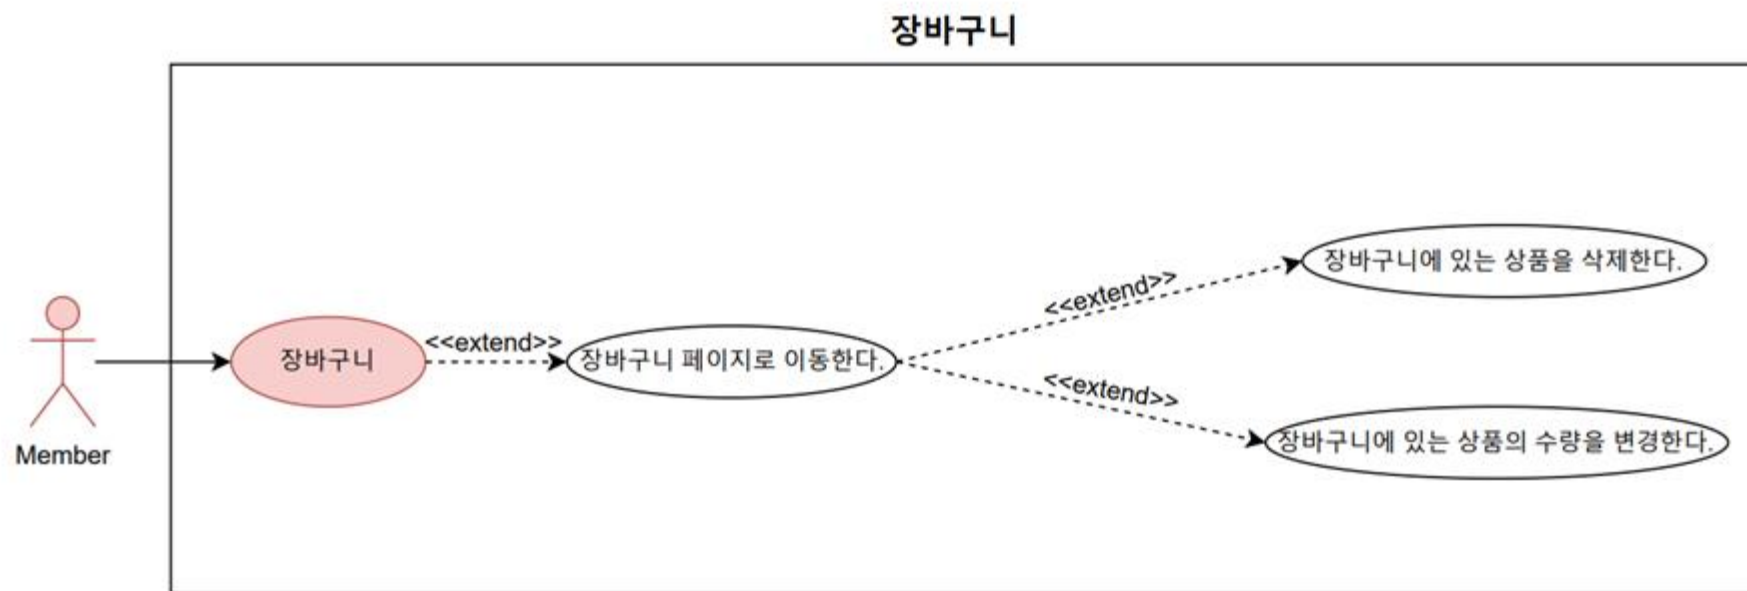 장바구니
Member
장바구니
<<extend>>
장바구니 페이지로 이동한다.
<<extend>>
장바구니에 있는 상품을 삭제한다.
<<extend>>
장바구니에 있는 상품의 수량을 변경한다.